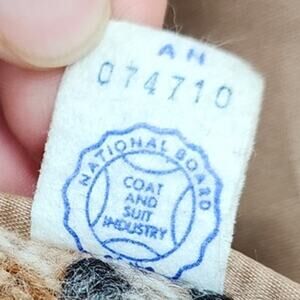 AN
074710
NATIONAL BOARD
COAT
AND
SUIT
INDUSTRY